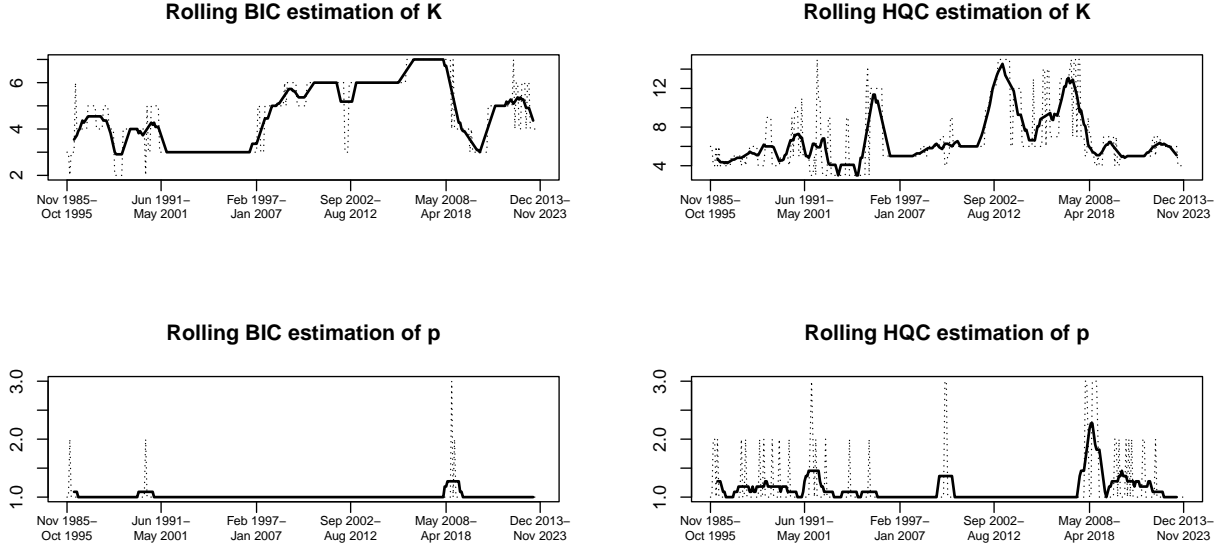 Rolling BIC estimation of K
2
4
6
Nov 1985–
Oct 1995
Jun 1991–
May 2001
Feb 1997–
Jan 2007
Sep 2002–
Aug 2012
May 2008–
Apr 2018
Dec 2013–
Nov 2023
Rolling HQC estimation of K
4
8
12
Nov 1985–
Oct 1995
Jun 1991–
May 2001
Feb 1997–
Jan 2007
Sep 2002–
Aug 2012
May 2008–
Apr 2018
Dec 2013–
Nov 2023
Rolling BIC estimation of p
1.0
2.0
3.0
Nov 1985–
Oct 1995
Jun 1991–
May 2001
Feb 1997–
Jan 2007
Sep 2002–
Aug 2012
May 2008–
Apr 2018
Dec 2013–
Nov 2023
Rolling HQC estimation of p
1.0
2.0
3.0
Nov 1985–
Oct 1995
Jun 1991–
May 2001
Feb 1997–
Jan 2007
Sep 2002–
Aug 2012
May 2008–
Apr 2018
Dec 2013–
Nov 2023